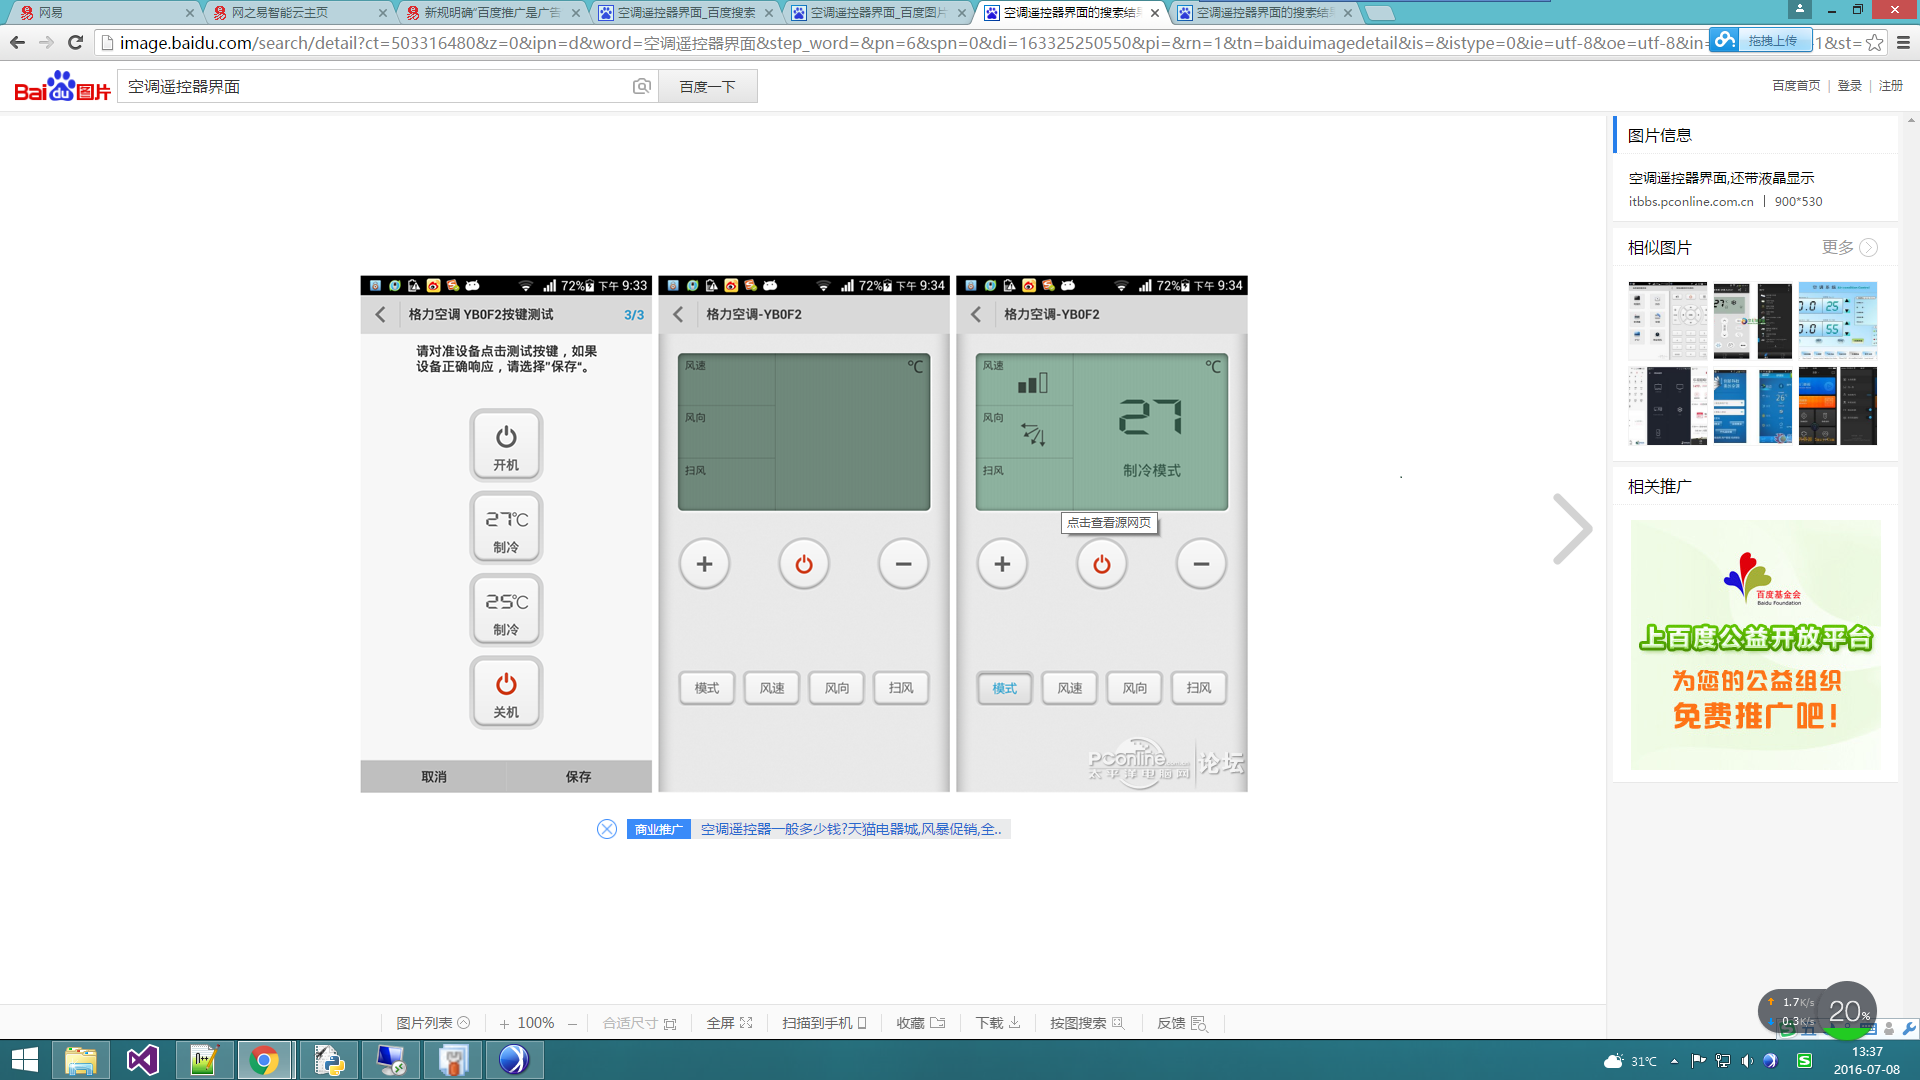 网易
网之易智能云主页
新规明确"百度推广是广告
空调遥控器界面_百度搜索
空调遥控器界面_百度图片
空调遥控器界面的搜索结果
空调遥控器界面的搜索结果
image.baidu.com/search/detail?ct=503316480&z=0&ipn=d&word=空调遥控器界面&step_word=&pn=6&spn=0&di=163325250550&pi=&rn=1&tn=baiduimagedetail&is=&istype=0&ie=utf-8&oe=utf-8&in=
1&st=
拖拽上传
Bai du 图片
空调遥控器界面
百度一下
百度首页 | 登录 | 注册
图片信息
空调遥控器界面,还带液晶显示
itbbs.pconline.com.cn | 900*530
相似图片
更多
相关推广
百度基金会
Baidu Foundation
上百度公益开放平台
为您的公益组织
免费推广吧!
72% 下午 9:33
格力空调 YB0F2按键测试
3/3
请对准设备点击测试按键，如果
设备正确响应，请选择"保存"。
开机
27℃
制冷
25℃
制冷
关机
取消
保存
72% 下午 9:34
格力空调-YB0F2
风速
℃
风向
扫风
模式
风速
风向
扫风
72% 下午 9:34
格力空调-YB0F2
风速
℃
风向
27
扫风
制冷模式
点击查看源网页
模式
风速
风向
扫风
PConline.com.cn
太平洋电脑网
论坛
商业推广
空调遥控器一般多少钱?天猫电器城,风暴促销,全..
图片列表
+ 100% −
合适尺寸
全屏
扫描到手机
收藏
下载
按图搜索
反馈
1.7K/s
0.3K/s
20%
31℃
13:37
2016-07-08